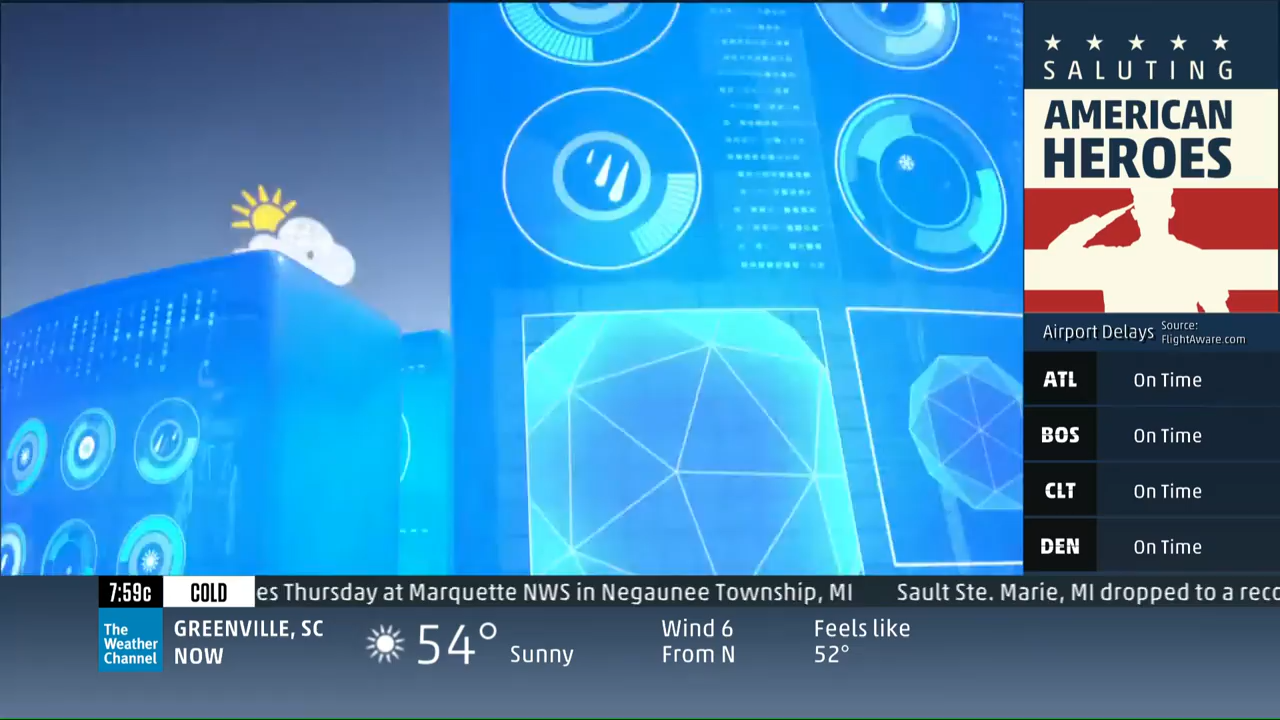 SALUTING
AMERICAN
HEROES
Airport Delays Source:
FlightAware.com
ATL On Time
BOS On Time
CLT On Time
DEN On Time
7:59c COLD es Thursday at Marquette NWS in Negaunee Township, MI Sault Ste. Marie, MI dropped to a reco
The
Weather
Channel
GREENVILLE, SC
NOW
54° Sunny
Wind 6
From N
Feels like
52°